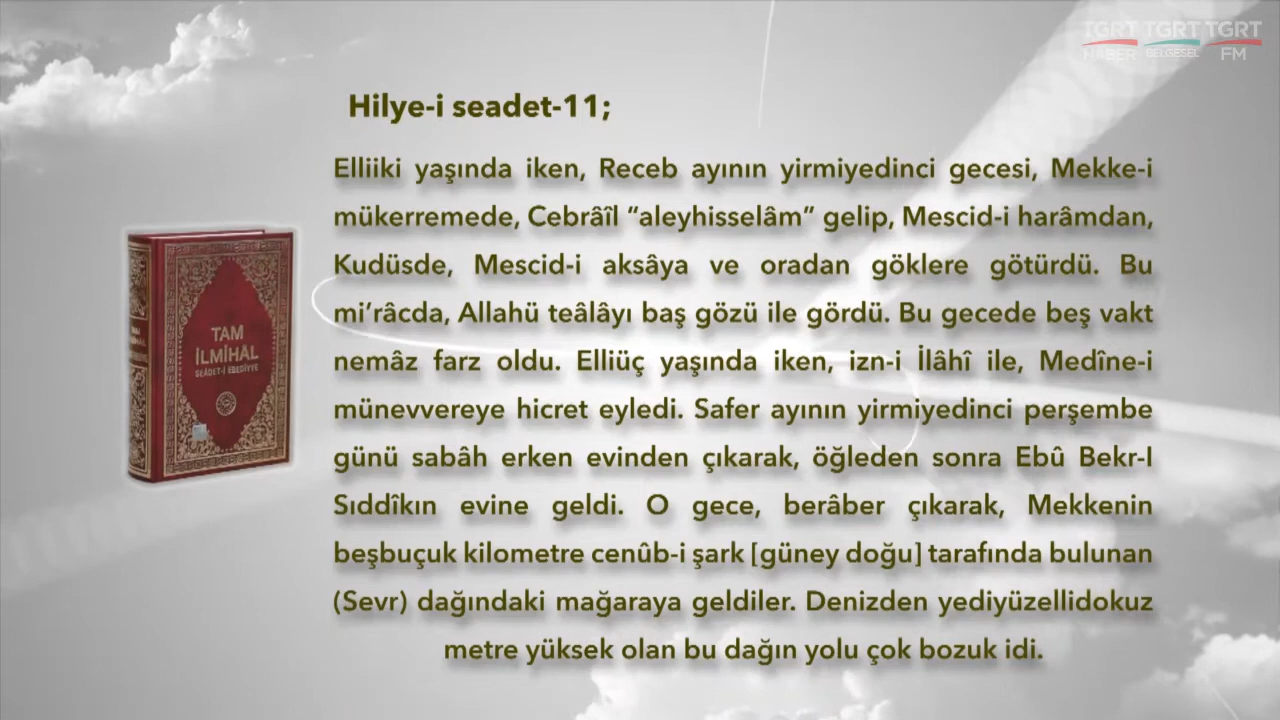 TGRT TGRT TGRT
HABER BELGESEL FM
Hilye-i seadet-11;
Elliiki yaşında iken, Receb ayının yirmiyedinci gecesi, Mekke-i
mükerremede, Cebrâîl “aleyhisselâm” gelip, Mescid-i harâmdan,
Kudüsde, Mescid-i aksâya ve oradan göklere götürdü. Bu
mi’râcda, Allahü teâlâyı baş gözü ile gördü. Bu gecede beş vakt
nemâz farz oldu. Elliüç yaşında iken, izn-i İlâhî ile, Medîne-i
münevvereye hicret eyledi. Safer ayının yirmiyedinci perşembe
günü sabâh erken evinden çıkarak, öğleden sonra Ebû Bekr-I
Sıddîkın evine geldi. O gece, berâber çıkarak, Mekkenin
beşbuçuk kilometre cenûb-i şark [güney doğu] tarafında bulunan
(Sevr) dağındaki mağaraya geldiler. Denizden yediyüzellidokuz
metre yüksek olan bu dağın yolu çok bozuk idi.
TAM
İLMİHÂL
SEÂDET-İ EBEDİYYE